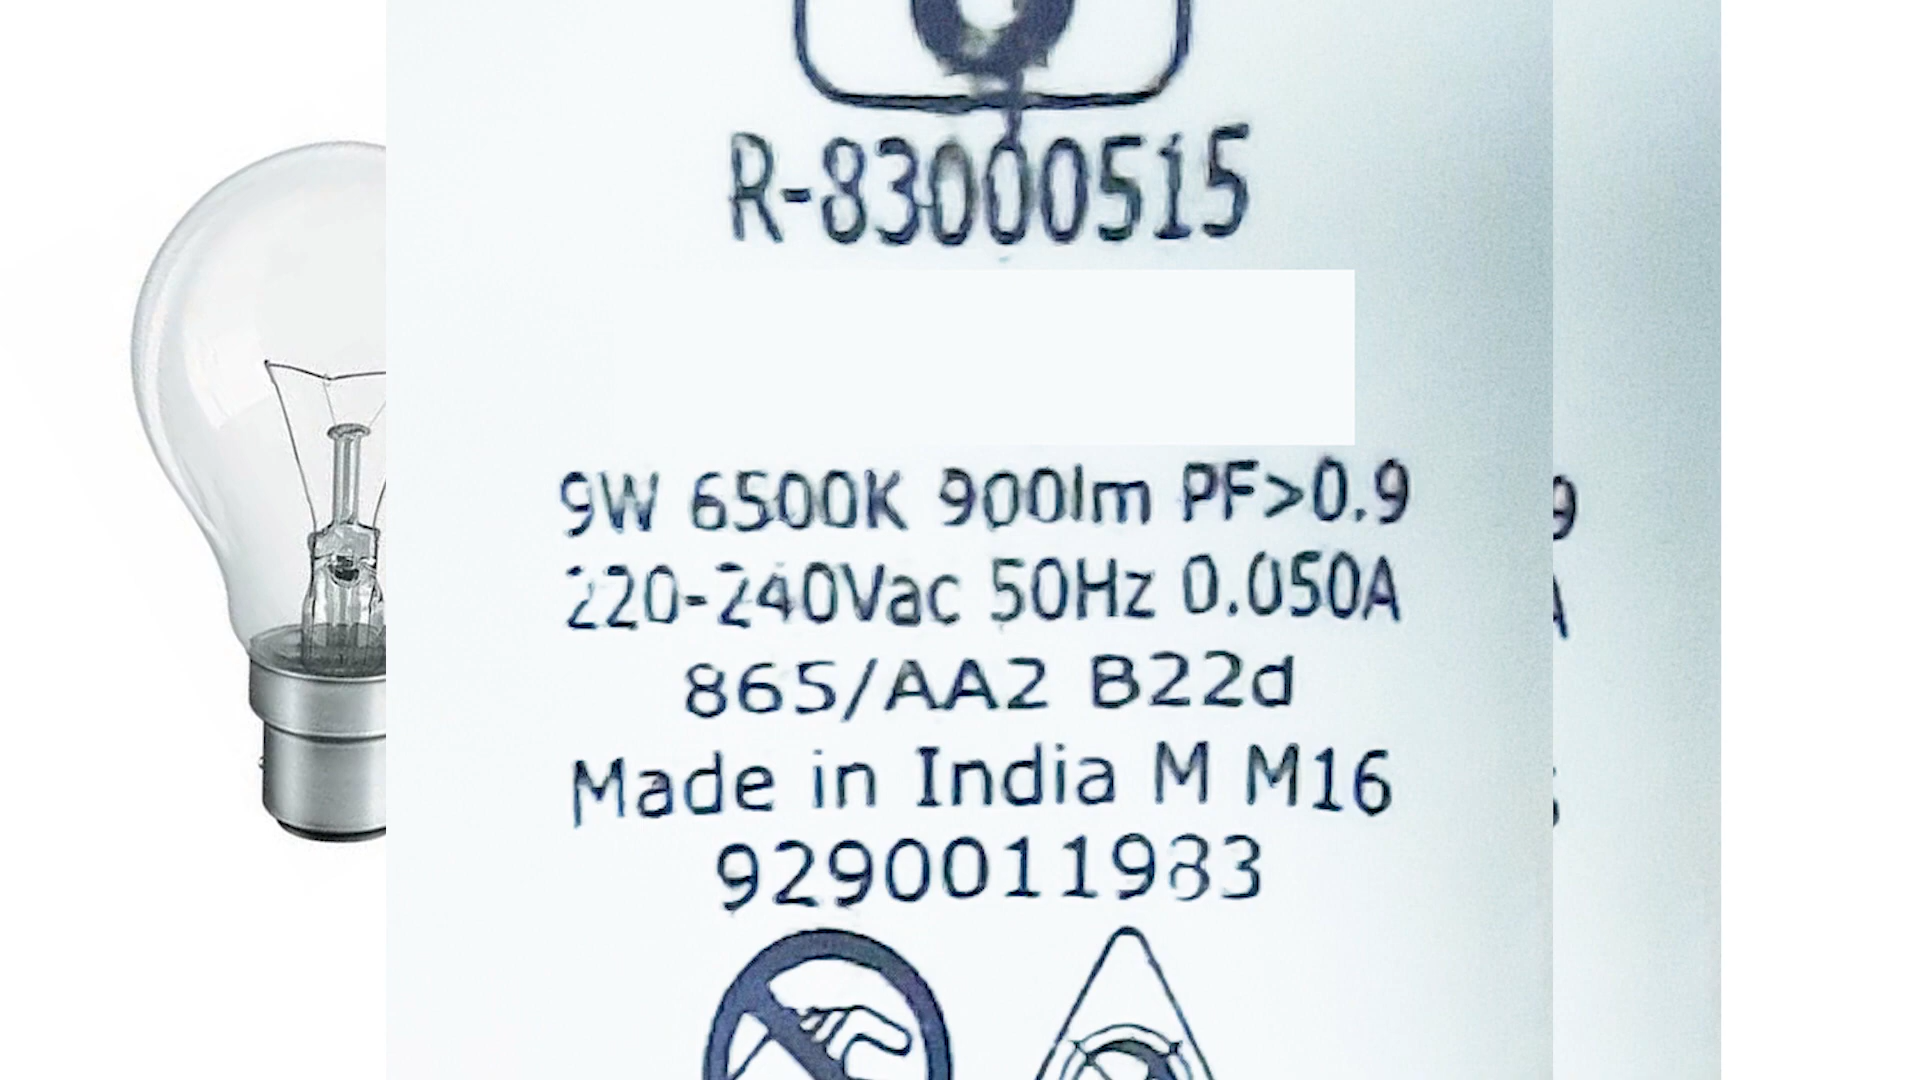 R-83000515
9W 6500K 900lm PF>0.9
220-240Vac 50Hz 0.050A
865/AA2 B22d
Made in India M M16
9290011983